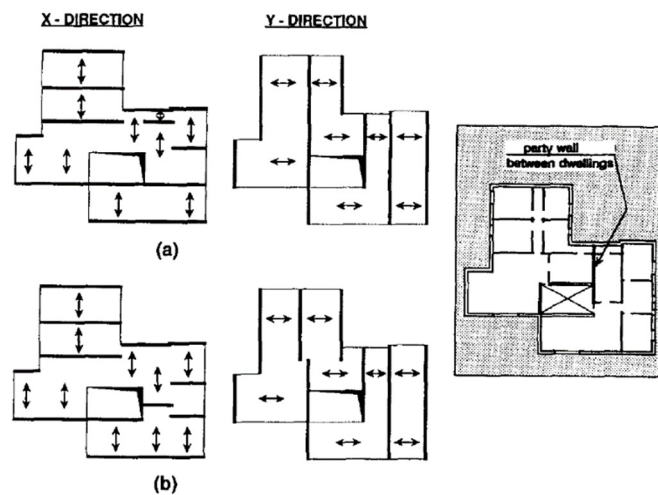 X - DIRECTION
Y - DIRECTION
party wall
between dwellings
(a)
(b)